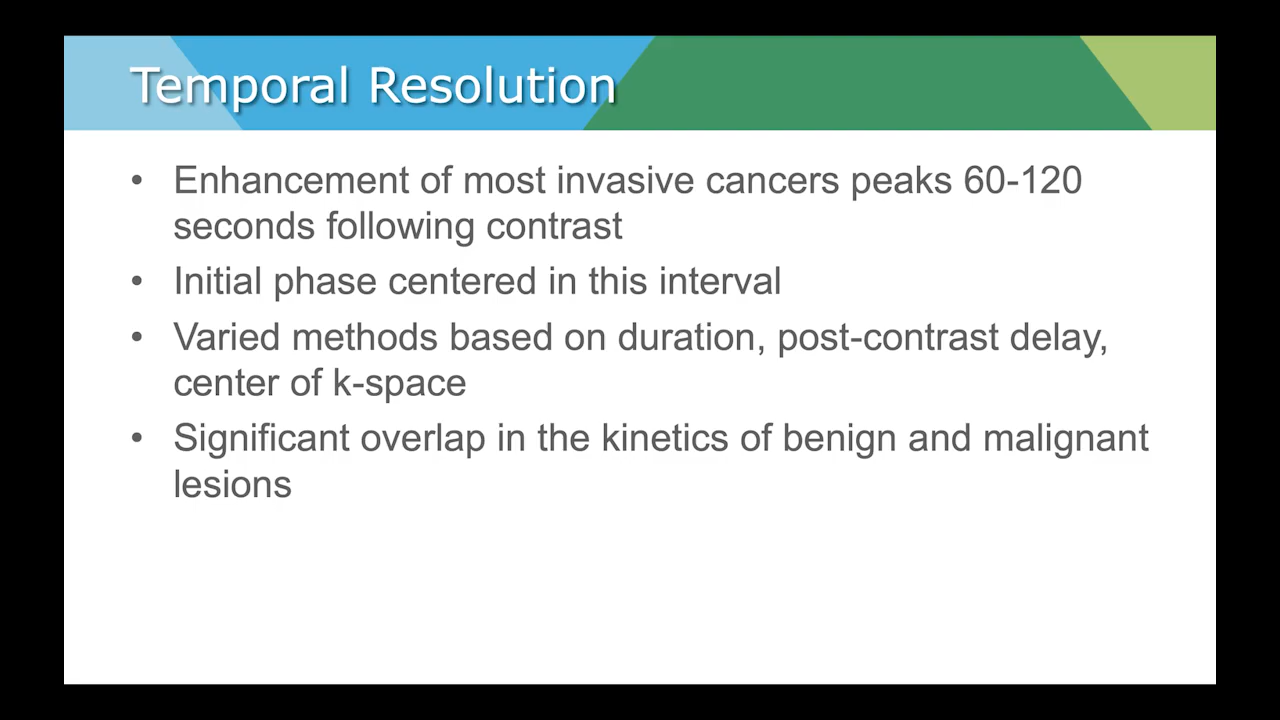 Temporal Resolution
• Enhancement of most invasive cancers peaks 60-120
seconds following contrast
• Initial phase centered in this interval
• Varied methods based on duration, post-contrast delay,
center of k-space
• Significant overlap in the kinetics of benign and malignant
lesions